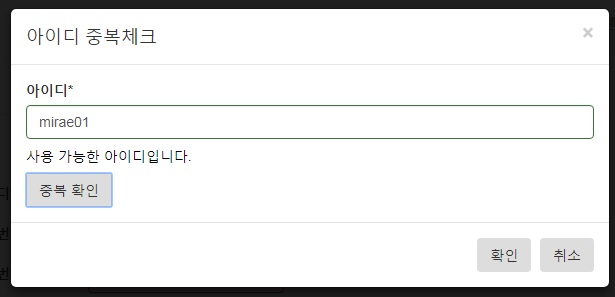 아이디 중복체크
×
아이디*
mirae01
사용 가능한 아이디입니다.
중복 확인
확인 취소